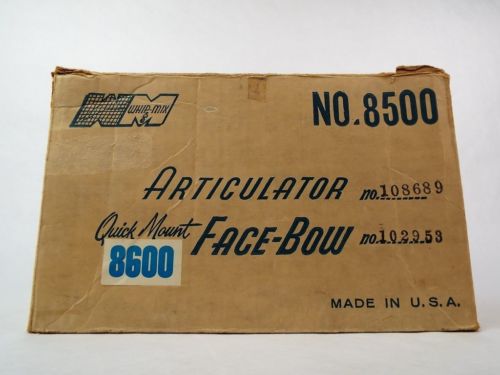 WHIP-MIX
&
NO.8500
ARTICULATOR no.108689
Quick Mount FACE-BOW no.102953
8600
MADE IN U.S.A.